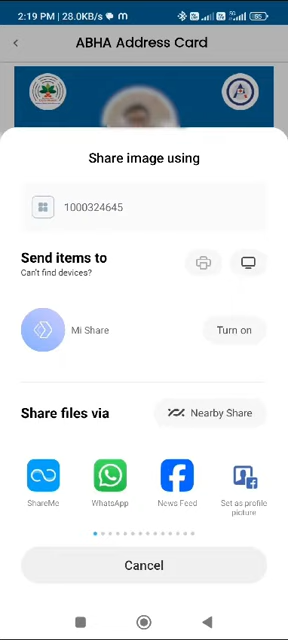 2:19 PM | 28.0KB/s
ABHA Address Card
Share image using
1000324645
Send items to
Can't find devices?
Mi Share
Turn on
Share files via
Nearby Share
ShareMe
WhatsApp
News Feed
Set as profile
picture
Cancel